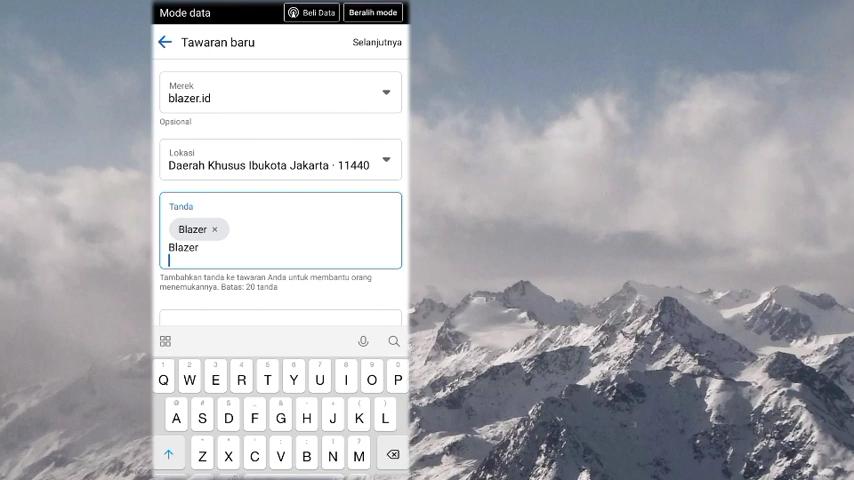 Mode data
Beli Data
Beralih mode
Tawaran baru
Selanjutnya
Merek
blazer.id
Opsional
Lokasi
Daerah Khusus Ibukota Jakarta · 11440
Tanda
Blazer ×
Blazer
Tambahkan tanda ke tawaran Anda untuk membantu orang
menemukannya. Batas: 20 tanda
1 2 3 4 5 6 7 8 9 0
Q W E R T Y U I O P
@ # $ _ & - + ( )
A S D F G H J K L
* " ' : ; ! ?
Z X C V B N M